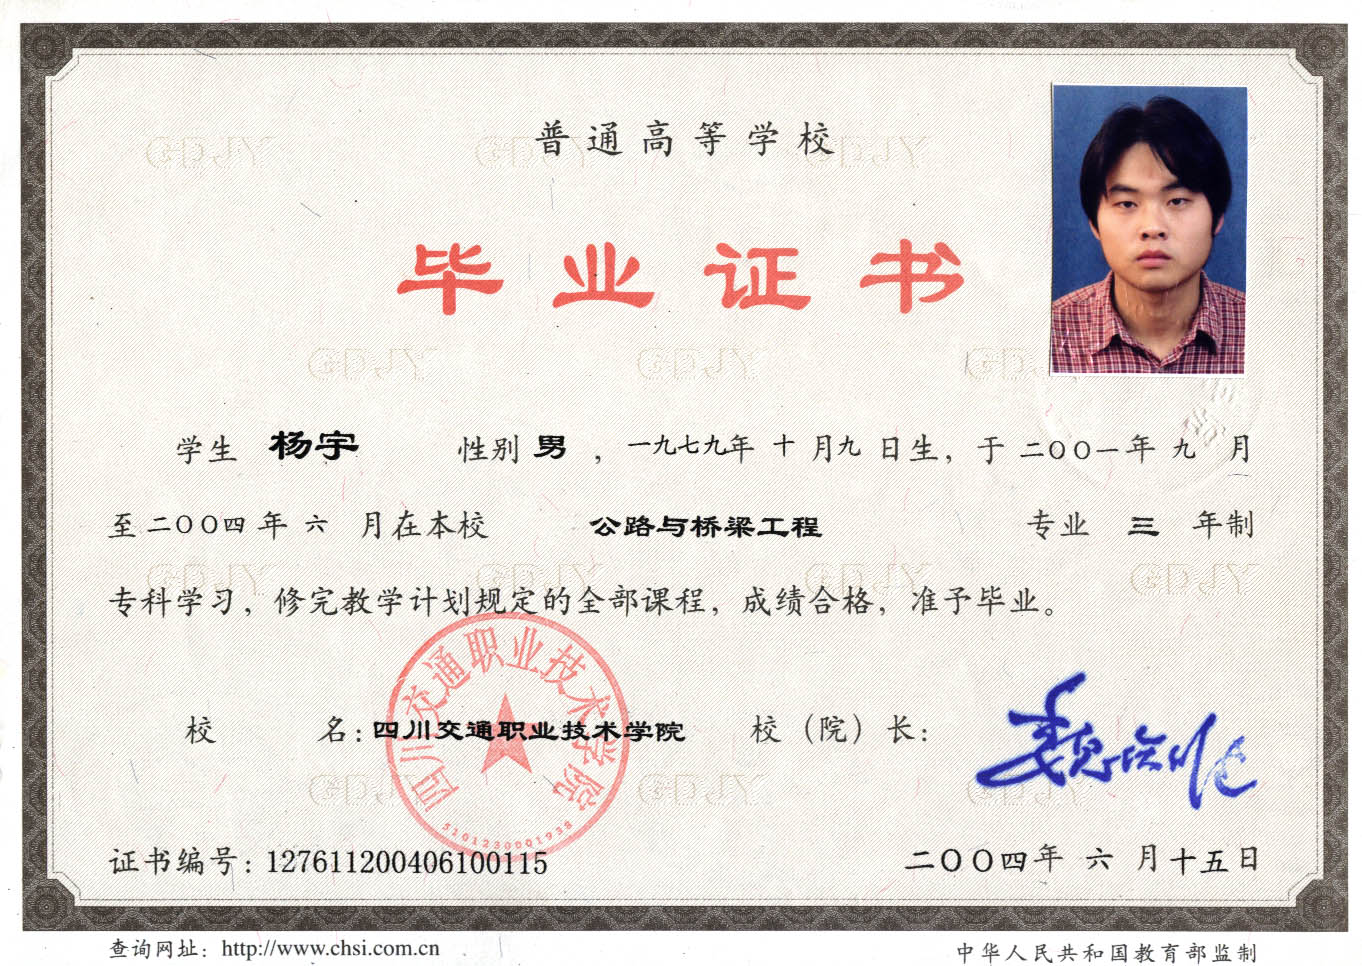 普通高等学校
毕业证书
学生 杨宇 性别 男 ，一九七九年 十 月九 日生，于 二〇〇一年 九 月
至 二〇〇四 年 六 月在本校 公路与桥梁工程 专业 三 年制
专科学习，修完教学计划规定的全部课程，成绩合格，准予毕业。
四川交通职业技术学院
5101230001938
校 名：四川交通职业技术学院 校（院）长：
证书编号：127611200406100115 二〇〇四年 六 月十五日
查询网址：http://www.chsi.com.cn 中华人民共和国教育部监制